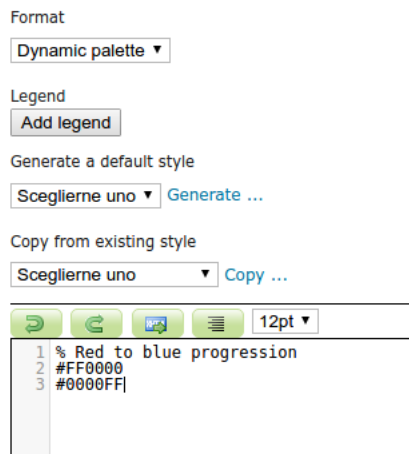 Format
Dynamic palette
Legend
Add legend
Generate a default style
Sceglierne uno Generate ...
Copy from existing style
Sceglierne uno Copy ...
12pt
1 % Red to blue progression
2 #FF0000
3 #0000FF